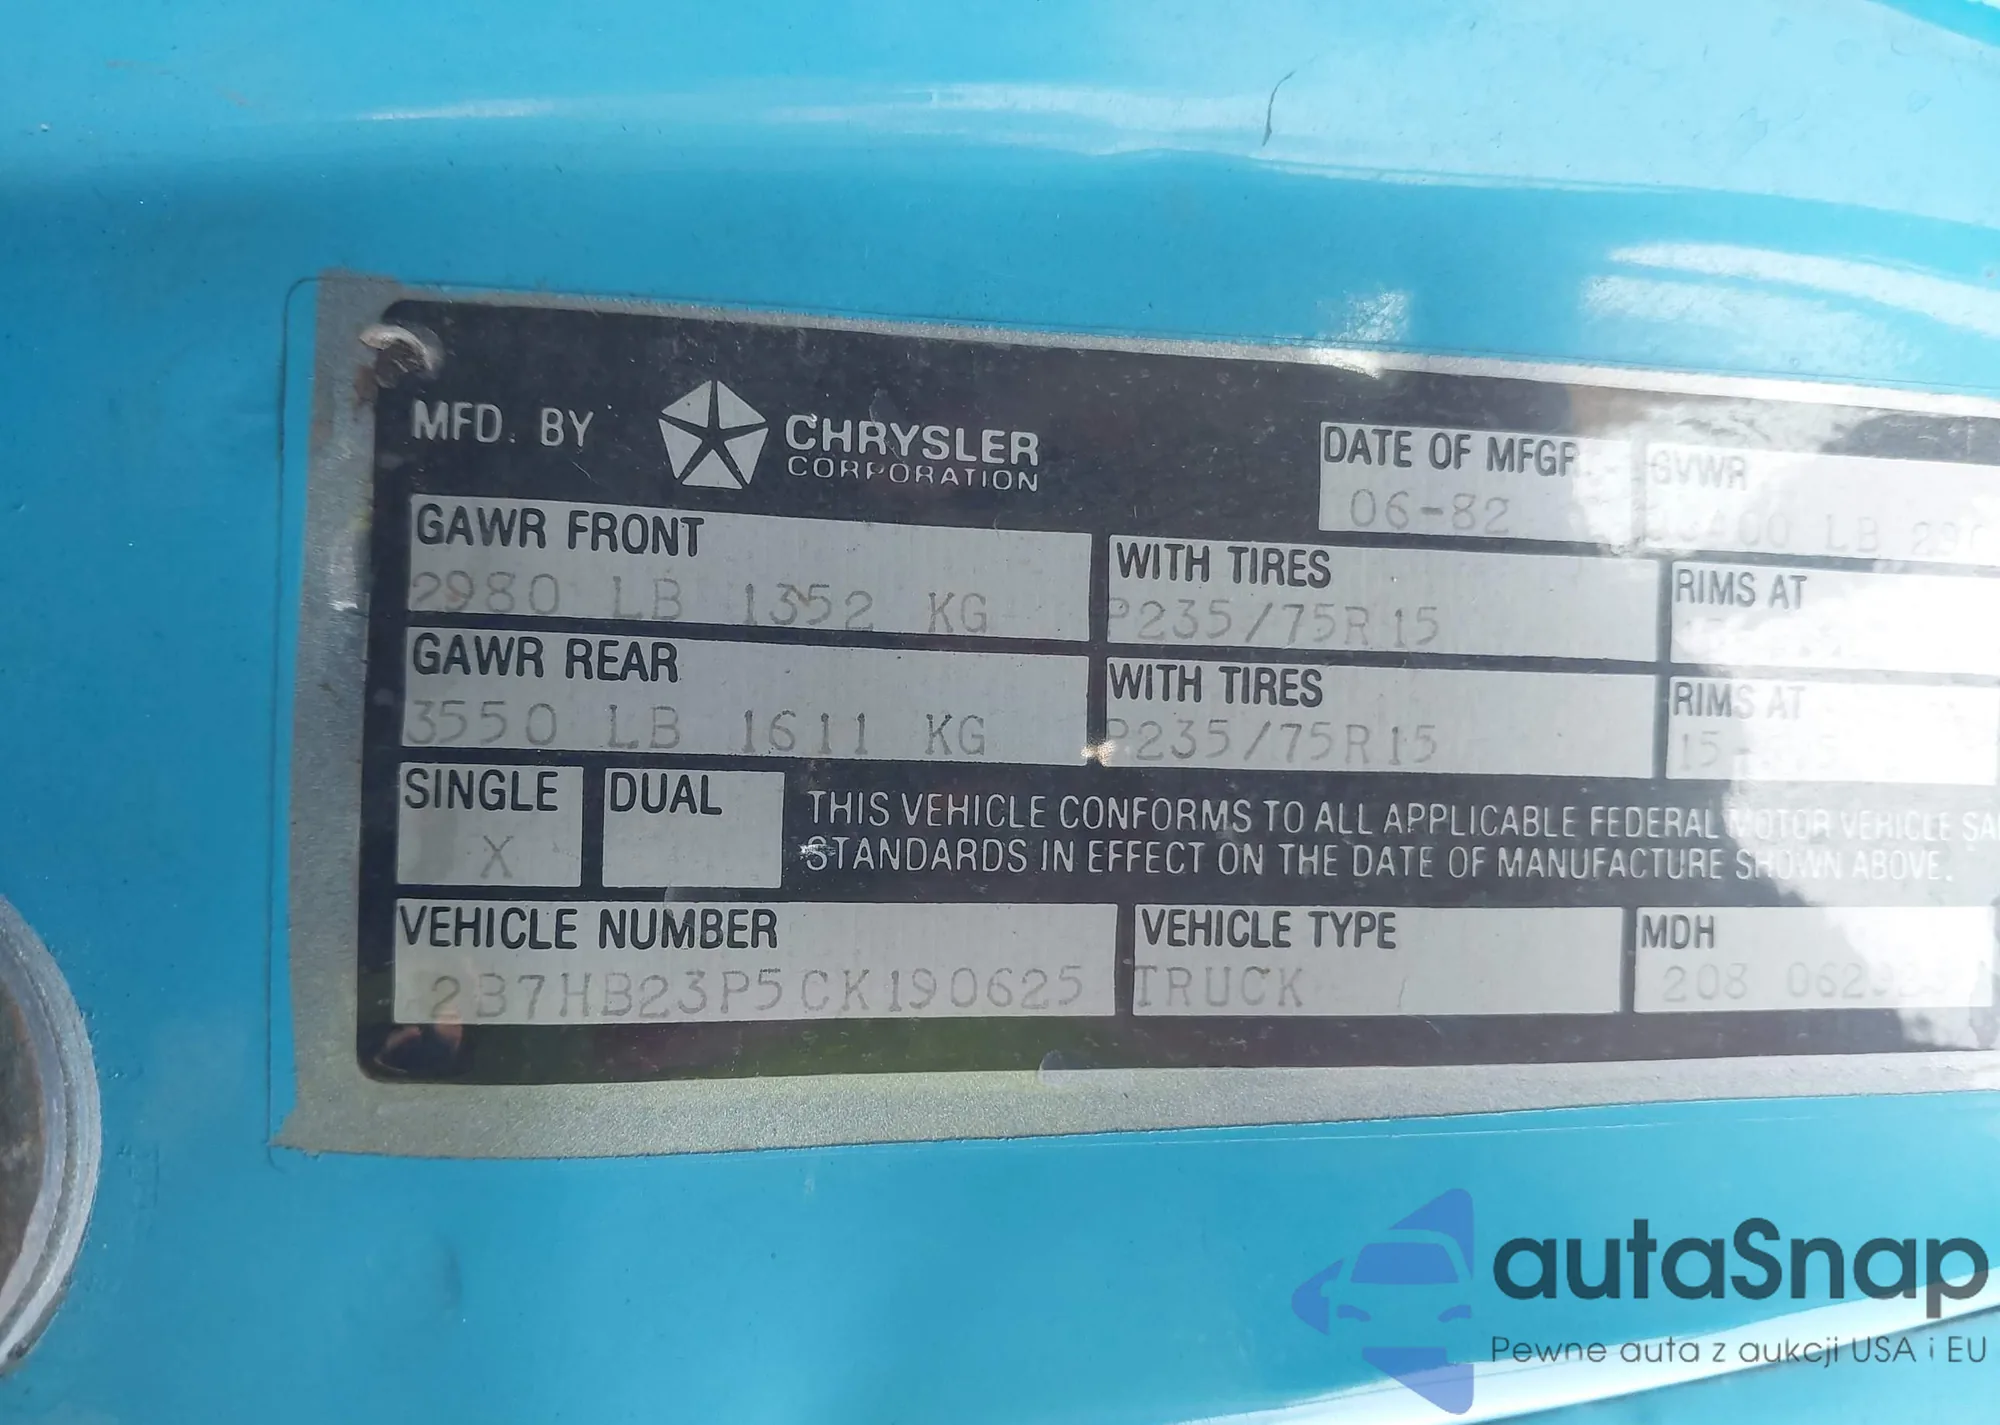 MFD. BY CHRYSLER
CORPORATION
DATE OF MFGR.
06-82
GVWR
LB
GAWR FRONT
2980 LB 1352 KG
WITH TIRES
P235/75R15
RIMS AT
GAWR REAR
3550 LB 1611 KG
WITH TIRES
P235/75R15
RIMS AT
SINGLE
X
DUAL
THIS VEHICLE CONFORMS TO ALL APPLICABLE FEDERAL MOTOR VEHICLE
STANDARDS IN EFFECT ON THE DATE OF MANUFACTURE SHOWN ABOVE.
VEHICLE NUMBER
2B7HB23P5CK190625
VEHICLE TYPE
TRUCK
MDH
208
autaSnap
Pewne auta z aukcji USA i EU